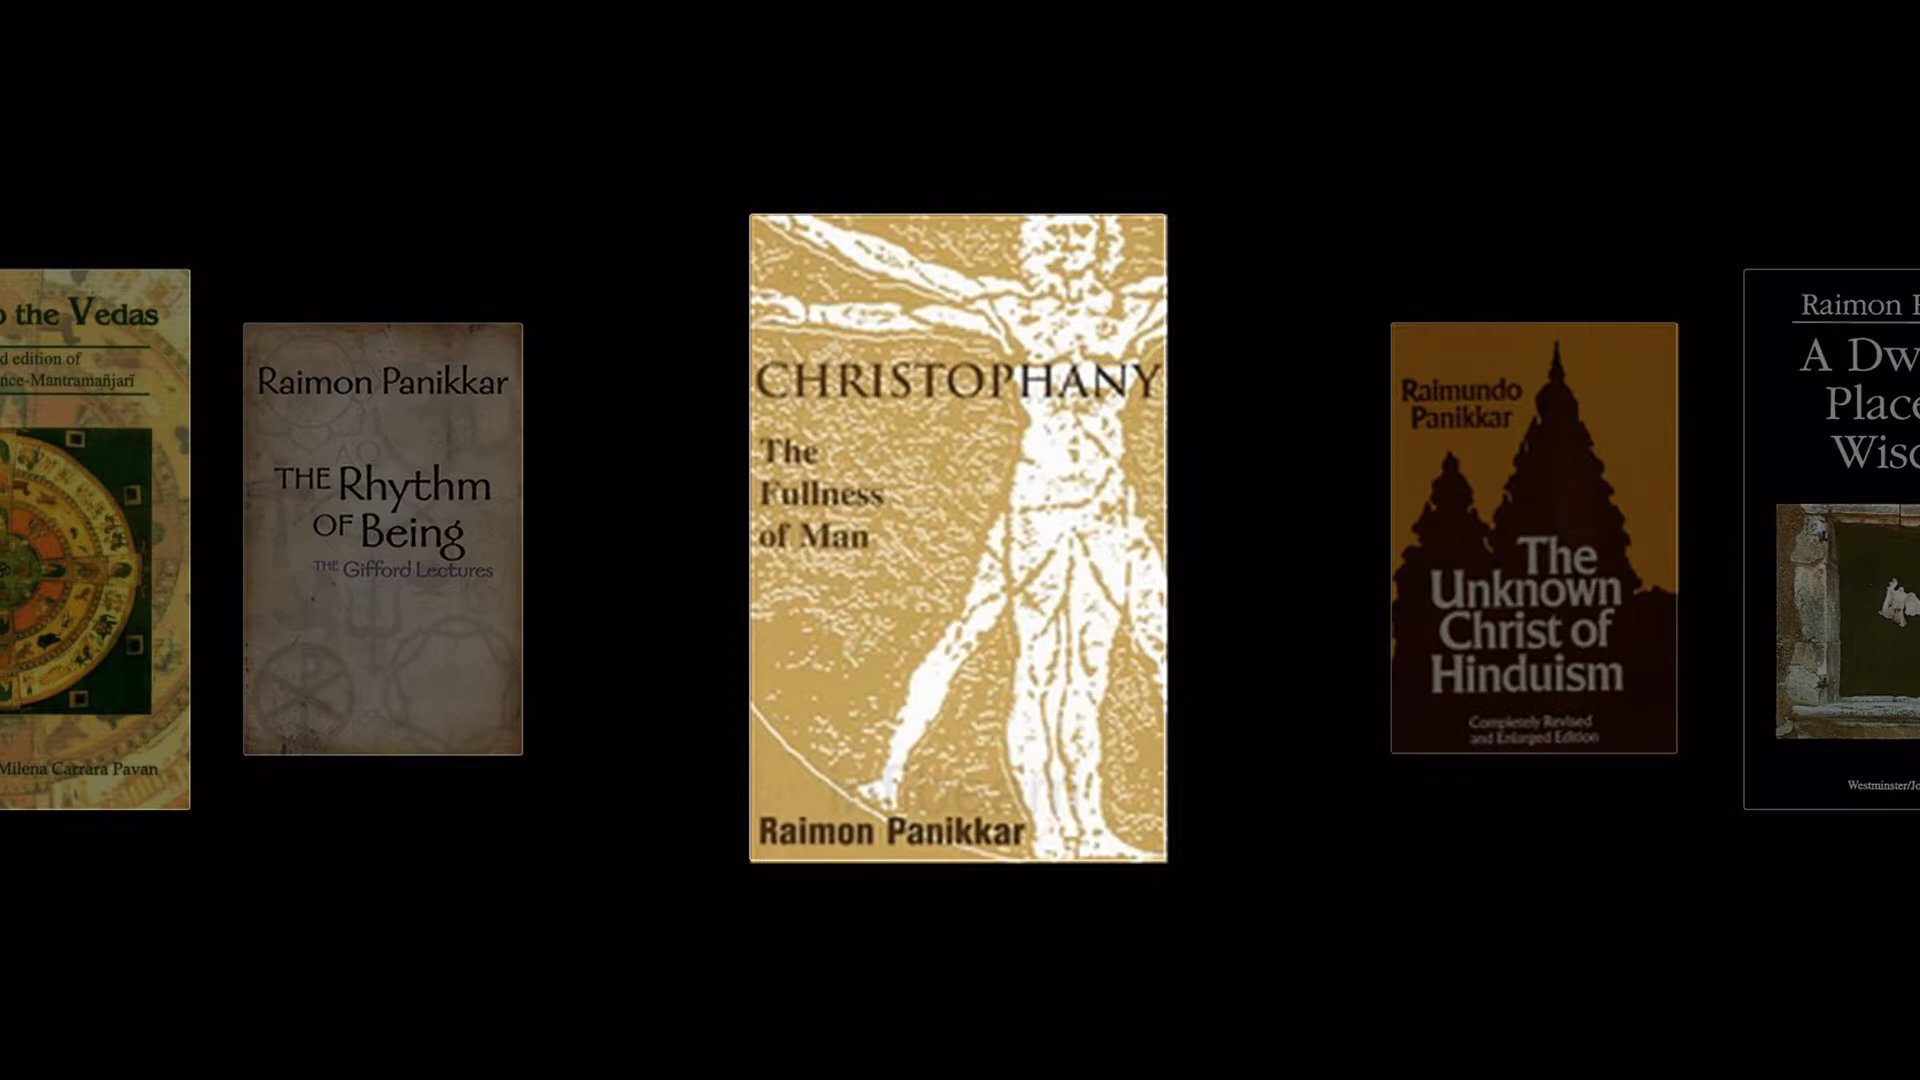 the Vedas
edition of
Mantramañjarī
Milena Carrara Pavan
Raimon Panikkar
THE Rhythm
OF Being
THE Gifford Lectures
CHRISTOPHANY
The
Fullness
of Man
Raimon Panikkar
Raimundo
Panikkar
The
Unknown
Christ of
Hinduism
Completely Revised
and Enlarged Edition
Raimon
A Dw
Place
Wisd
Westminster/Jo